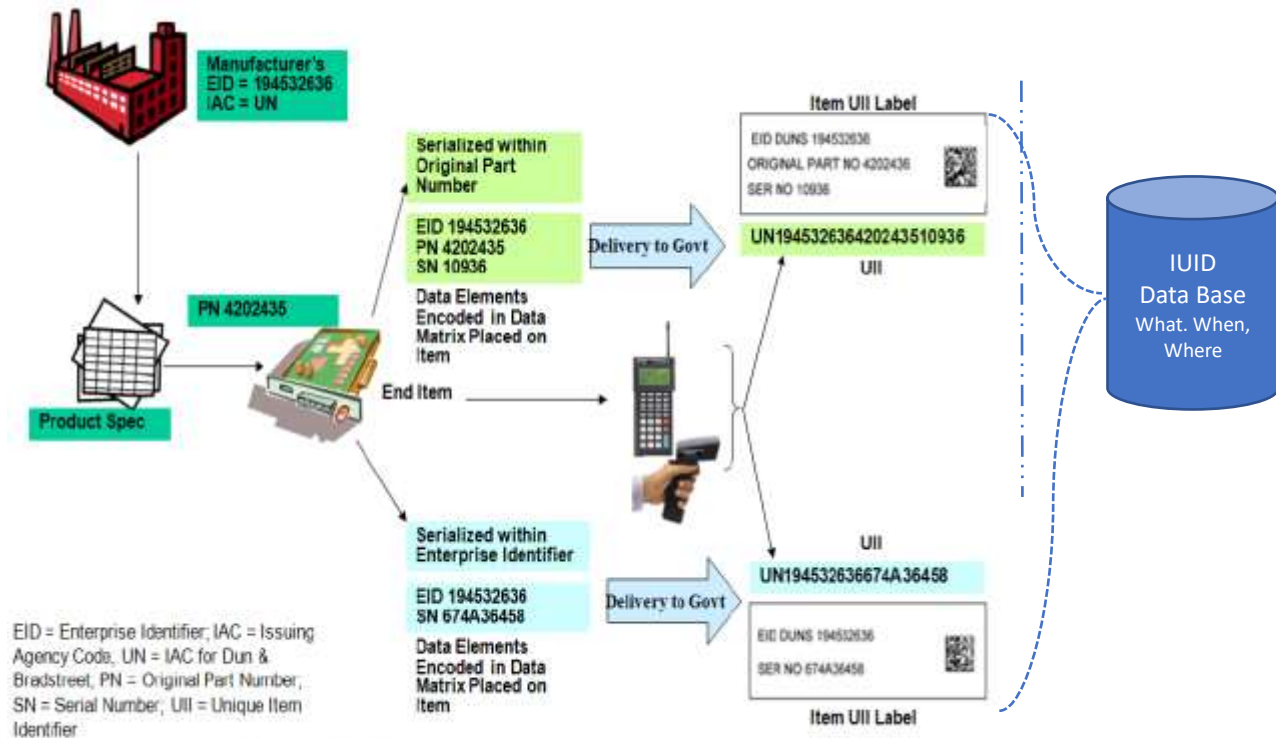 Manufacturer's
EID = 194532636
IAC = UN
PN 4202435
Product Spec
Serialized within
Original Part
Number
EID 194532636
PN 4202435
SN 10936
Data Elements
Encoded in Data
Matrix Placed on
Item
End Item
Serialized within
Enterprise Identifier
EID 194532636
SN 674A36458
Data Elements
Encoded in Data
Matrix Placed on
Item
Delivery to Govt
Delivery to Govt
Item UII Label
EID DUNS 194532636
ORIGINAL PART NO 4202436
SER NO 10936
UN194532636420243510936
UII
UII
UN194532636674A36458
EID DUNS 194532636
SER NO 674A36458
Item UII Label
IUID
Data Base
What. When,
Where
EID = Enterprise Identifier; IAC = Issuing
Agency Code, UN = IAC for Dun &
Bradstreet, PN = Original Part Number;
SN = Serial Number; UII = Unique Item
Identifier